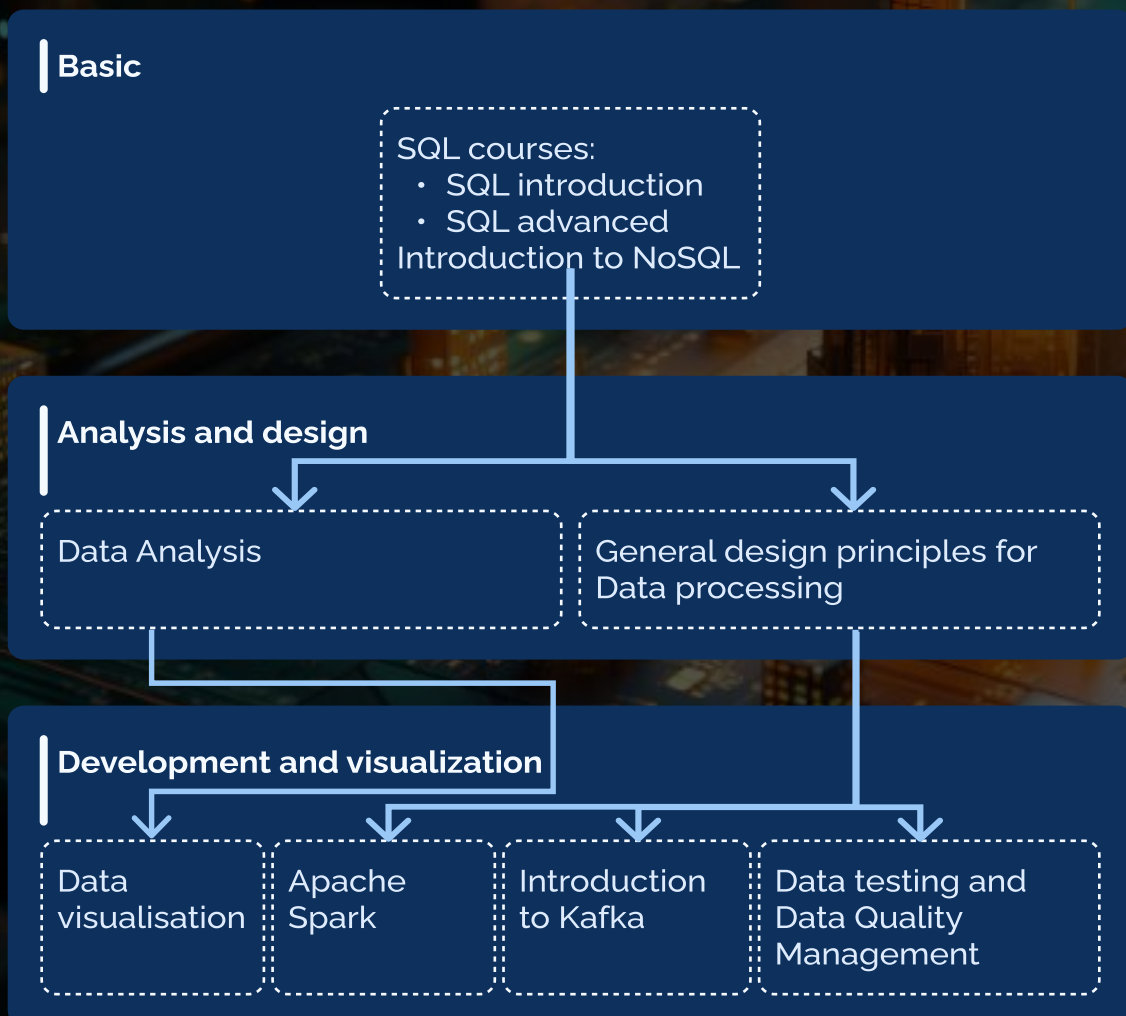 Basic
SQL courses:
• SQL introduction
• SQL advanced
Introduction to NoSQL
Analysis and design
Data Analysis
General design principles for
Data processing
Development and visualization
Data
visualisation
Apache
Spark
Introduction
to Kafka
Data testing and
Data Quality
Management